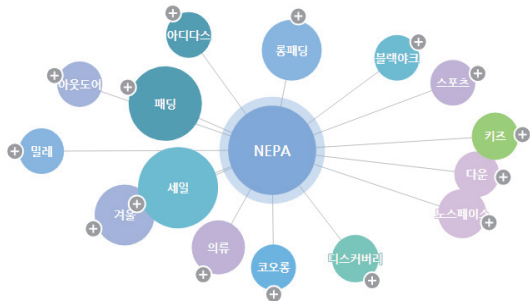 아디다스
롱패딩
블랙야크
스포츠
아웃도어
패딩
키즈
밀레
NEPA
다운
세일
겨울
노스페이스
의류
코오롱
디스커버리